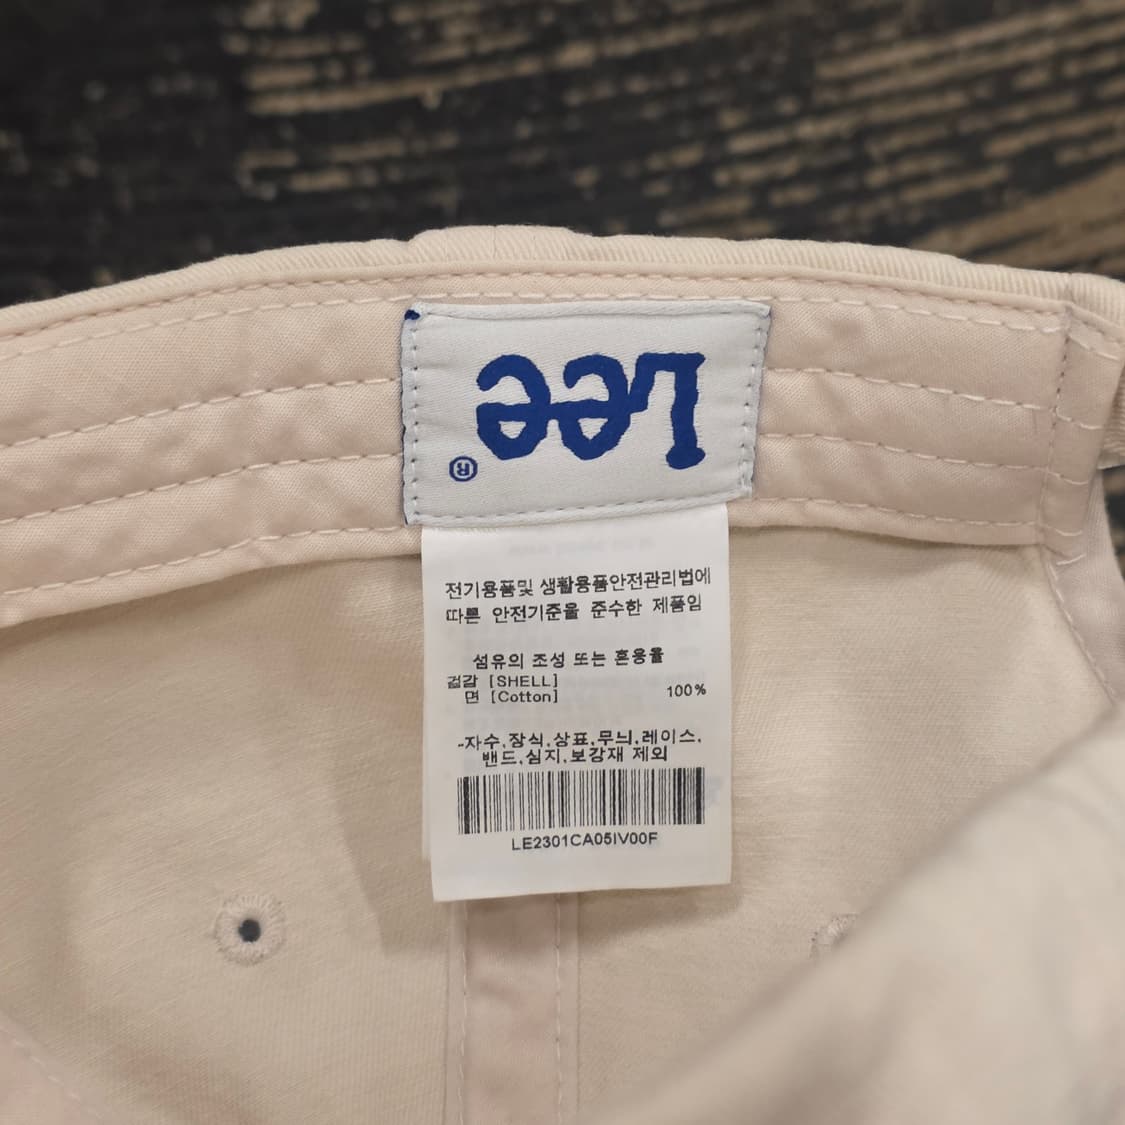 Lee
®
전기용품및 생활용품안전관리법에
따른 안전기준을 준수한 제품임
섬유의 조성 또는 혼용율
겉감 [SHELL]
면 [Cotton] 100%
-자수,장식,상표,무늬,레이스,
밴드,심지,보강재 제외
LE2301CA05IV00F